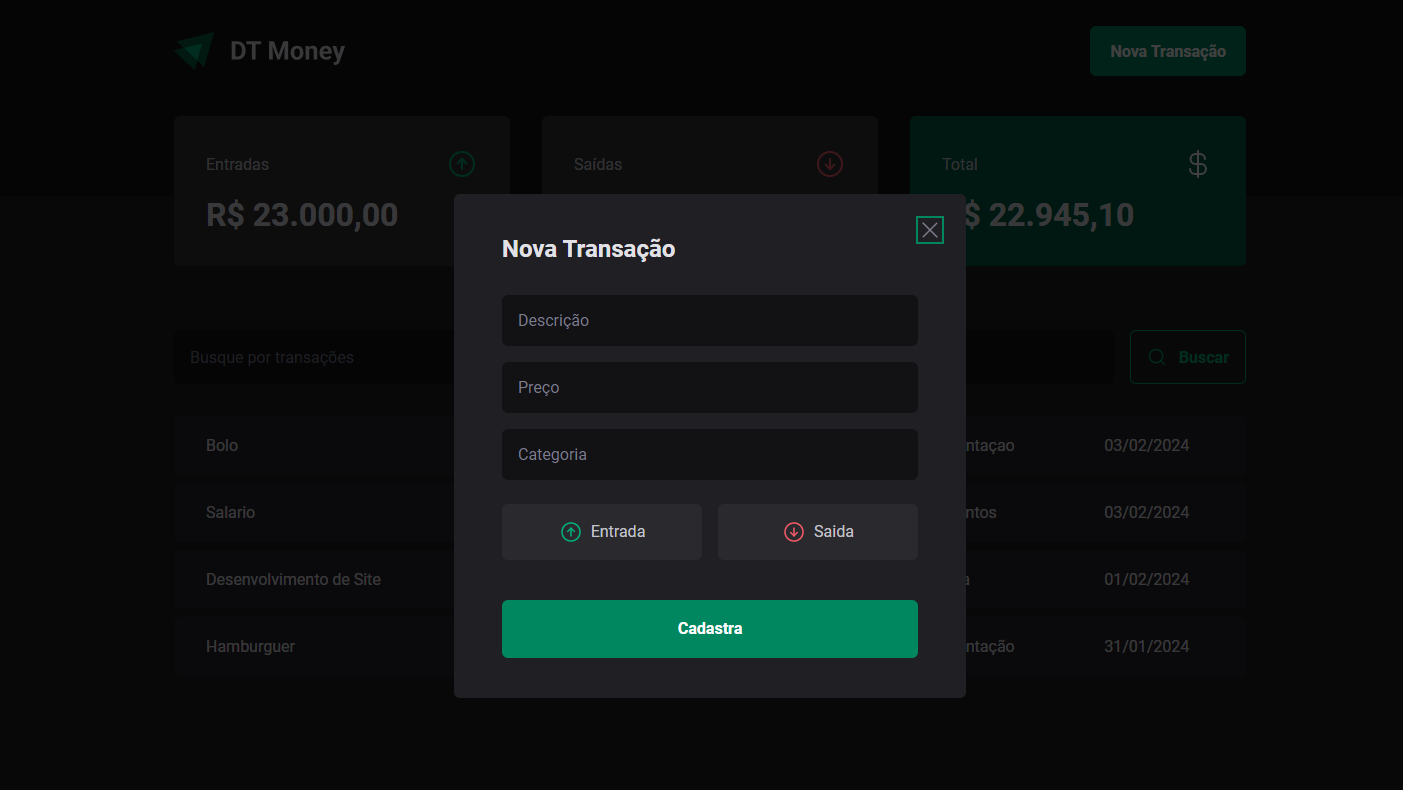 DT Money
Nova Transação
Entradas
Saídas
Total
$
R$ 23.000,00
$ 22.945,10
Nova Transação
Descrição
Preço
Categoria
Entrada
Saida
Cadastra
Busque por transações
Buscar
Bolo
ntaçao
03/02/2024
Salario
ntos
03/02/2024
Desenvolvimento de Site
a
01/02/2024
Hamburguer
ntação
31/01/2024